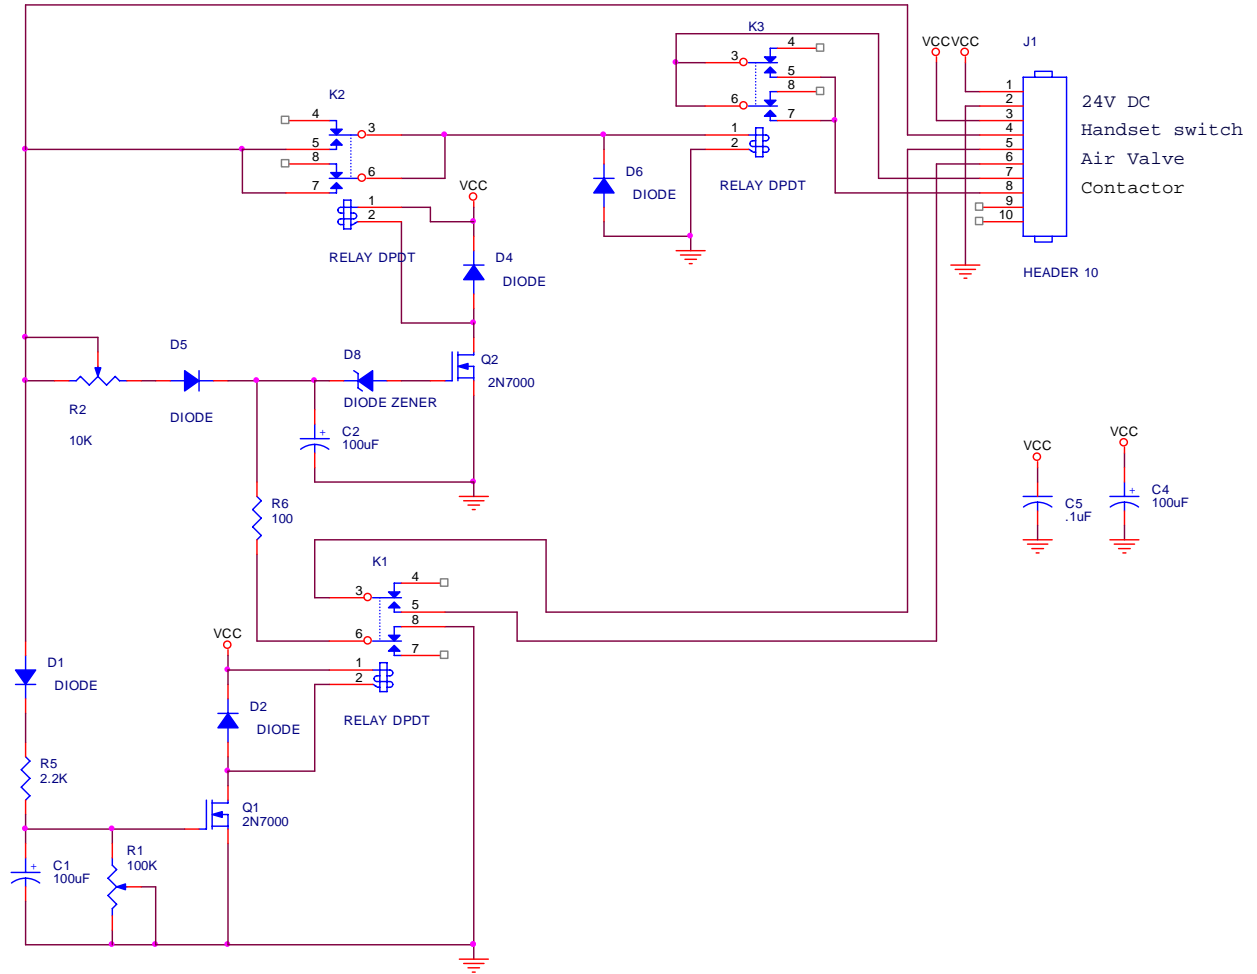 K3
J1
VCC VCC
4
3
5
8
6
7
1
2
RELAY DPDT
1
2
3
4
5
6
7
8
9
10
24V DC
Handset switch
Air Valve
Contactor
HEADER 10
K2
4
3
5
8
6
7
1
2
RELAY DPDT
VCC
D6
DIODE
D4
DIODE
D5
DIODE
D8
DIODE ZENER
Q2
2N7000
R2
10K
C2
100uF
R6
100
VCC
C5
.1uF
VCC
C4
100uF
K1
4
3
5
8
6
7
1
2
RELAY DPDT
VCC
D1
DIODE
D2
DIODE
R5
2.2K
Q1
2N7000
C1
100uF
R1
100K